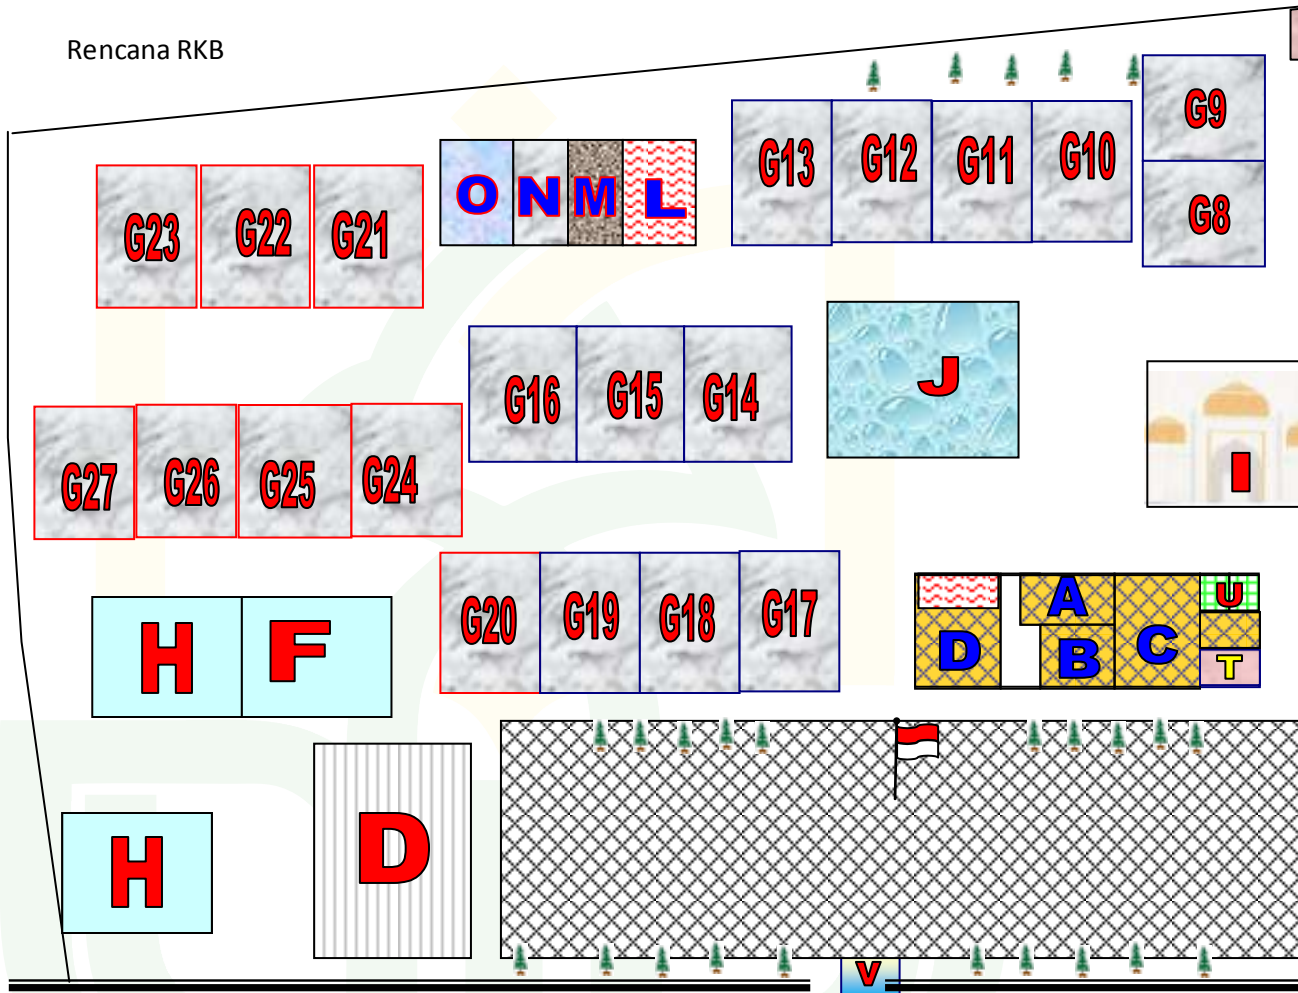 Rencana RKB
G9
G13 G12 G11 G10
O N M L
G8
G23 G22 G21
J
G16 G15 G14
I
G27 G26 G25 G24
A U
G20 G19 G18 G17
D B C T
H F
H D
V